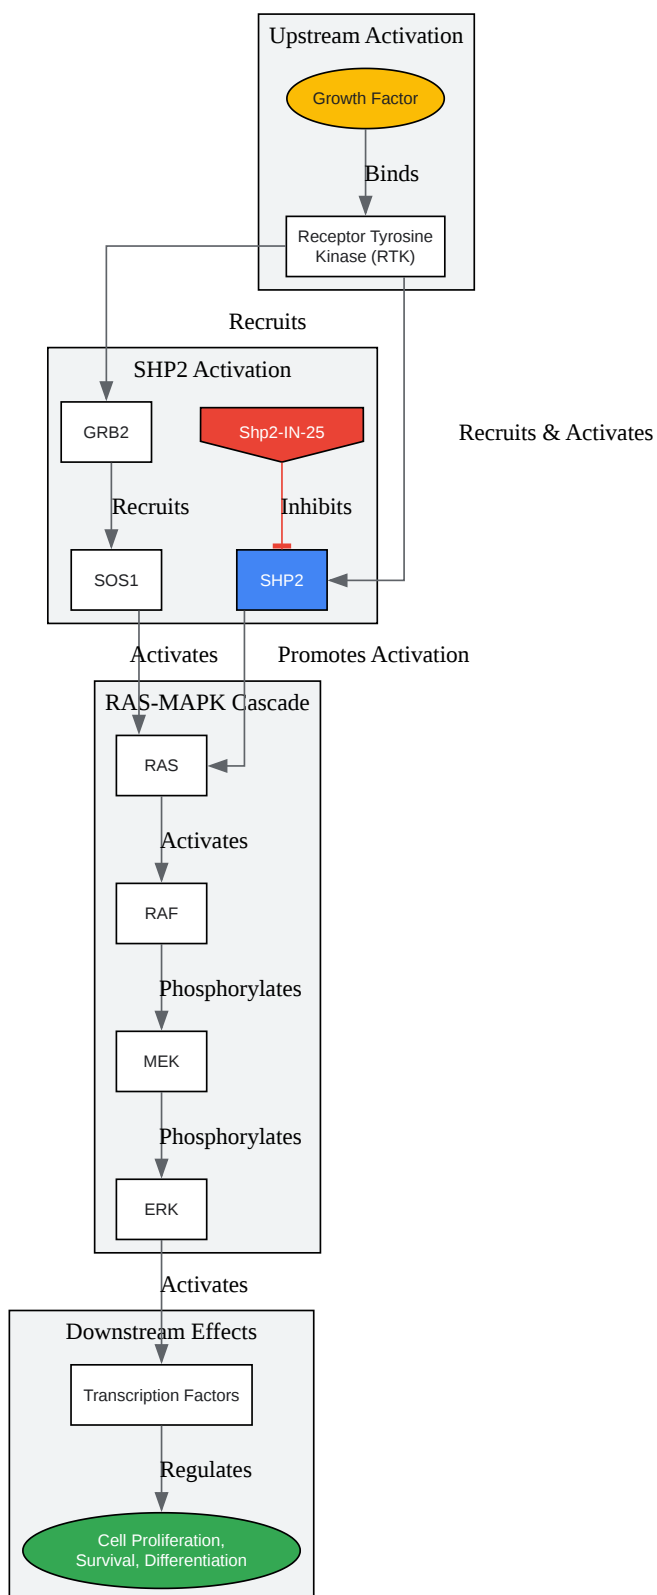 Upstream Activation
Growth Factor
Binds
Receptor Tyrosine
Kinase (RTK)
Recruits
SHP2 Activation
GRB2
Shp2-IN-25
Recruits & Activates
Recruits
Inhibits
SOS1
SHP2
Activates
Promotes Activation
RAS-MAPK Cascade
RAS
Activates
RAF
Phosphorylates
MEK
Phosphorylates
ERK
Activates
Downstream Effects
Transcription Factors
Regulates
Cell Proliferation,
Survival, Differentiation